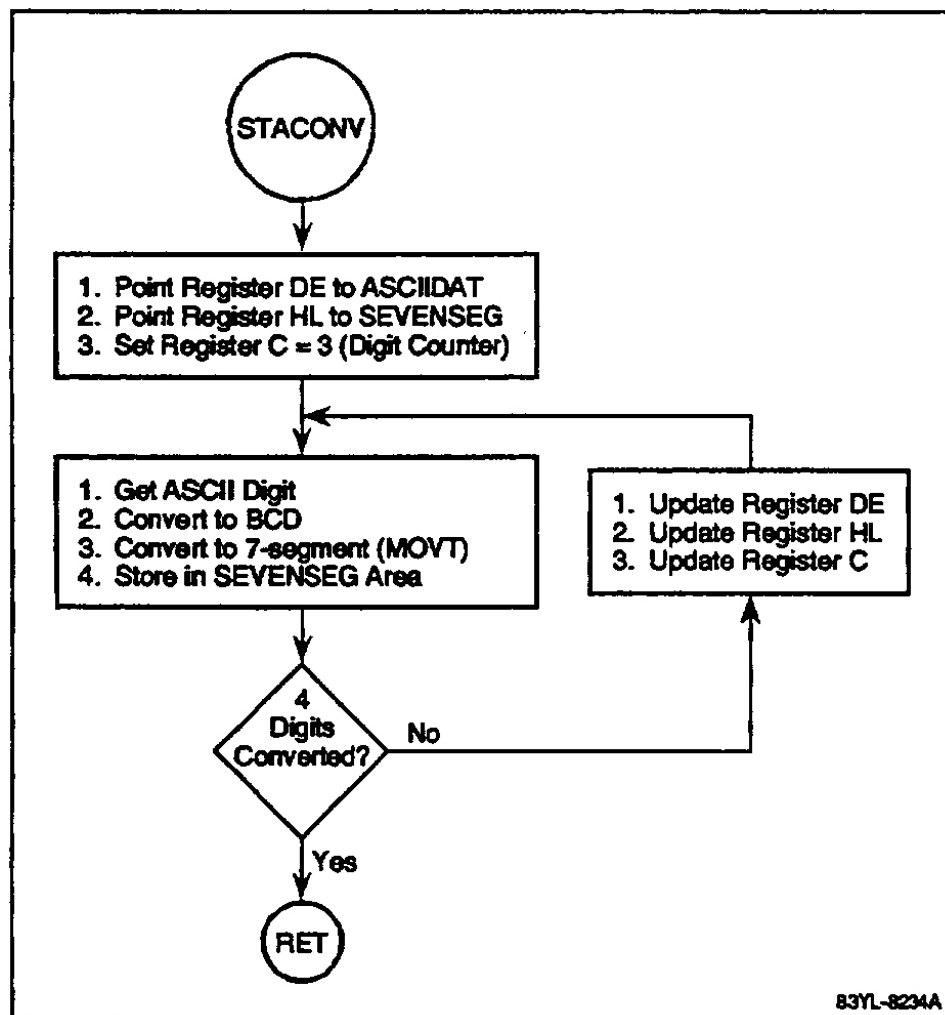 STACONV
1. Point Register DE to ASCIIDAT
2. Point Register HL to SEVENSEG
3. Set Register C = 3 (Digit Counter)
1. Get ASCII Digit
2. Convert to BCD
3. Convert to 7-segment (MOVT)
4. Store in SEVENSEG Area
1. Update Register DE
2. Update Register HL
3. Update Register C
4
Digits
Converted?
No
Yes
RET
83YL-8234A